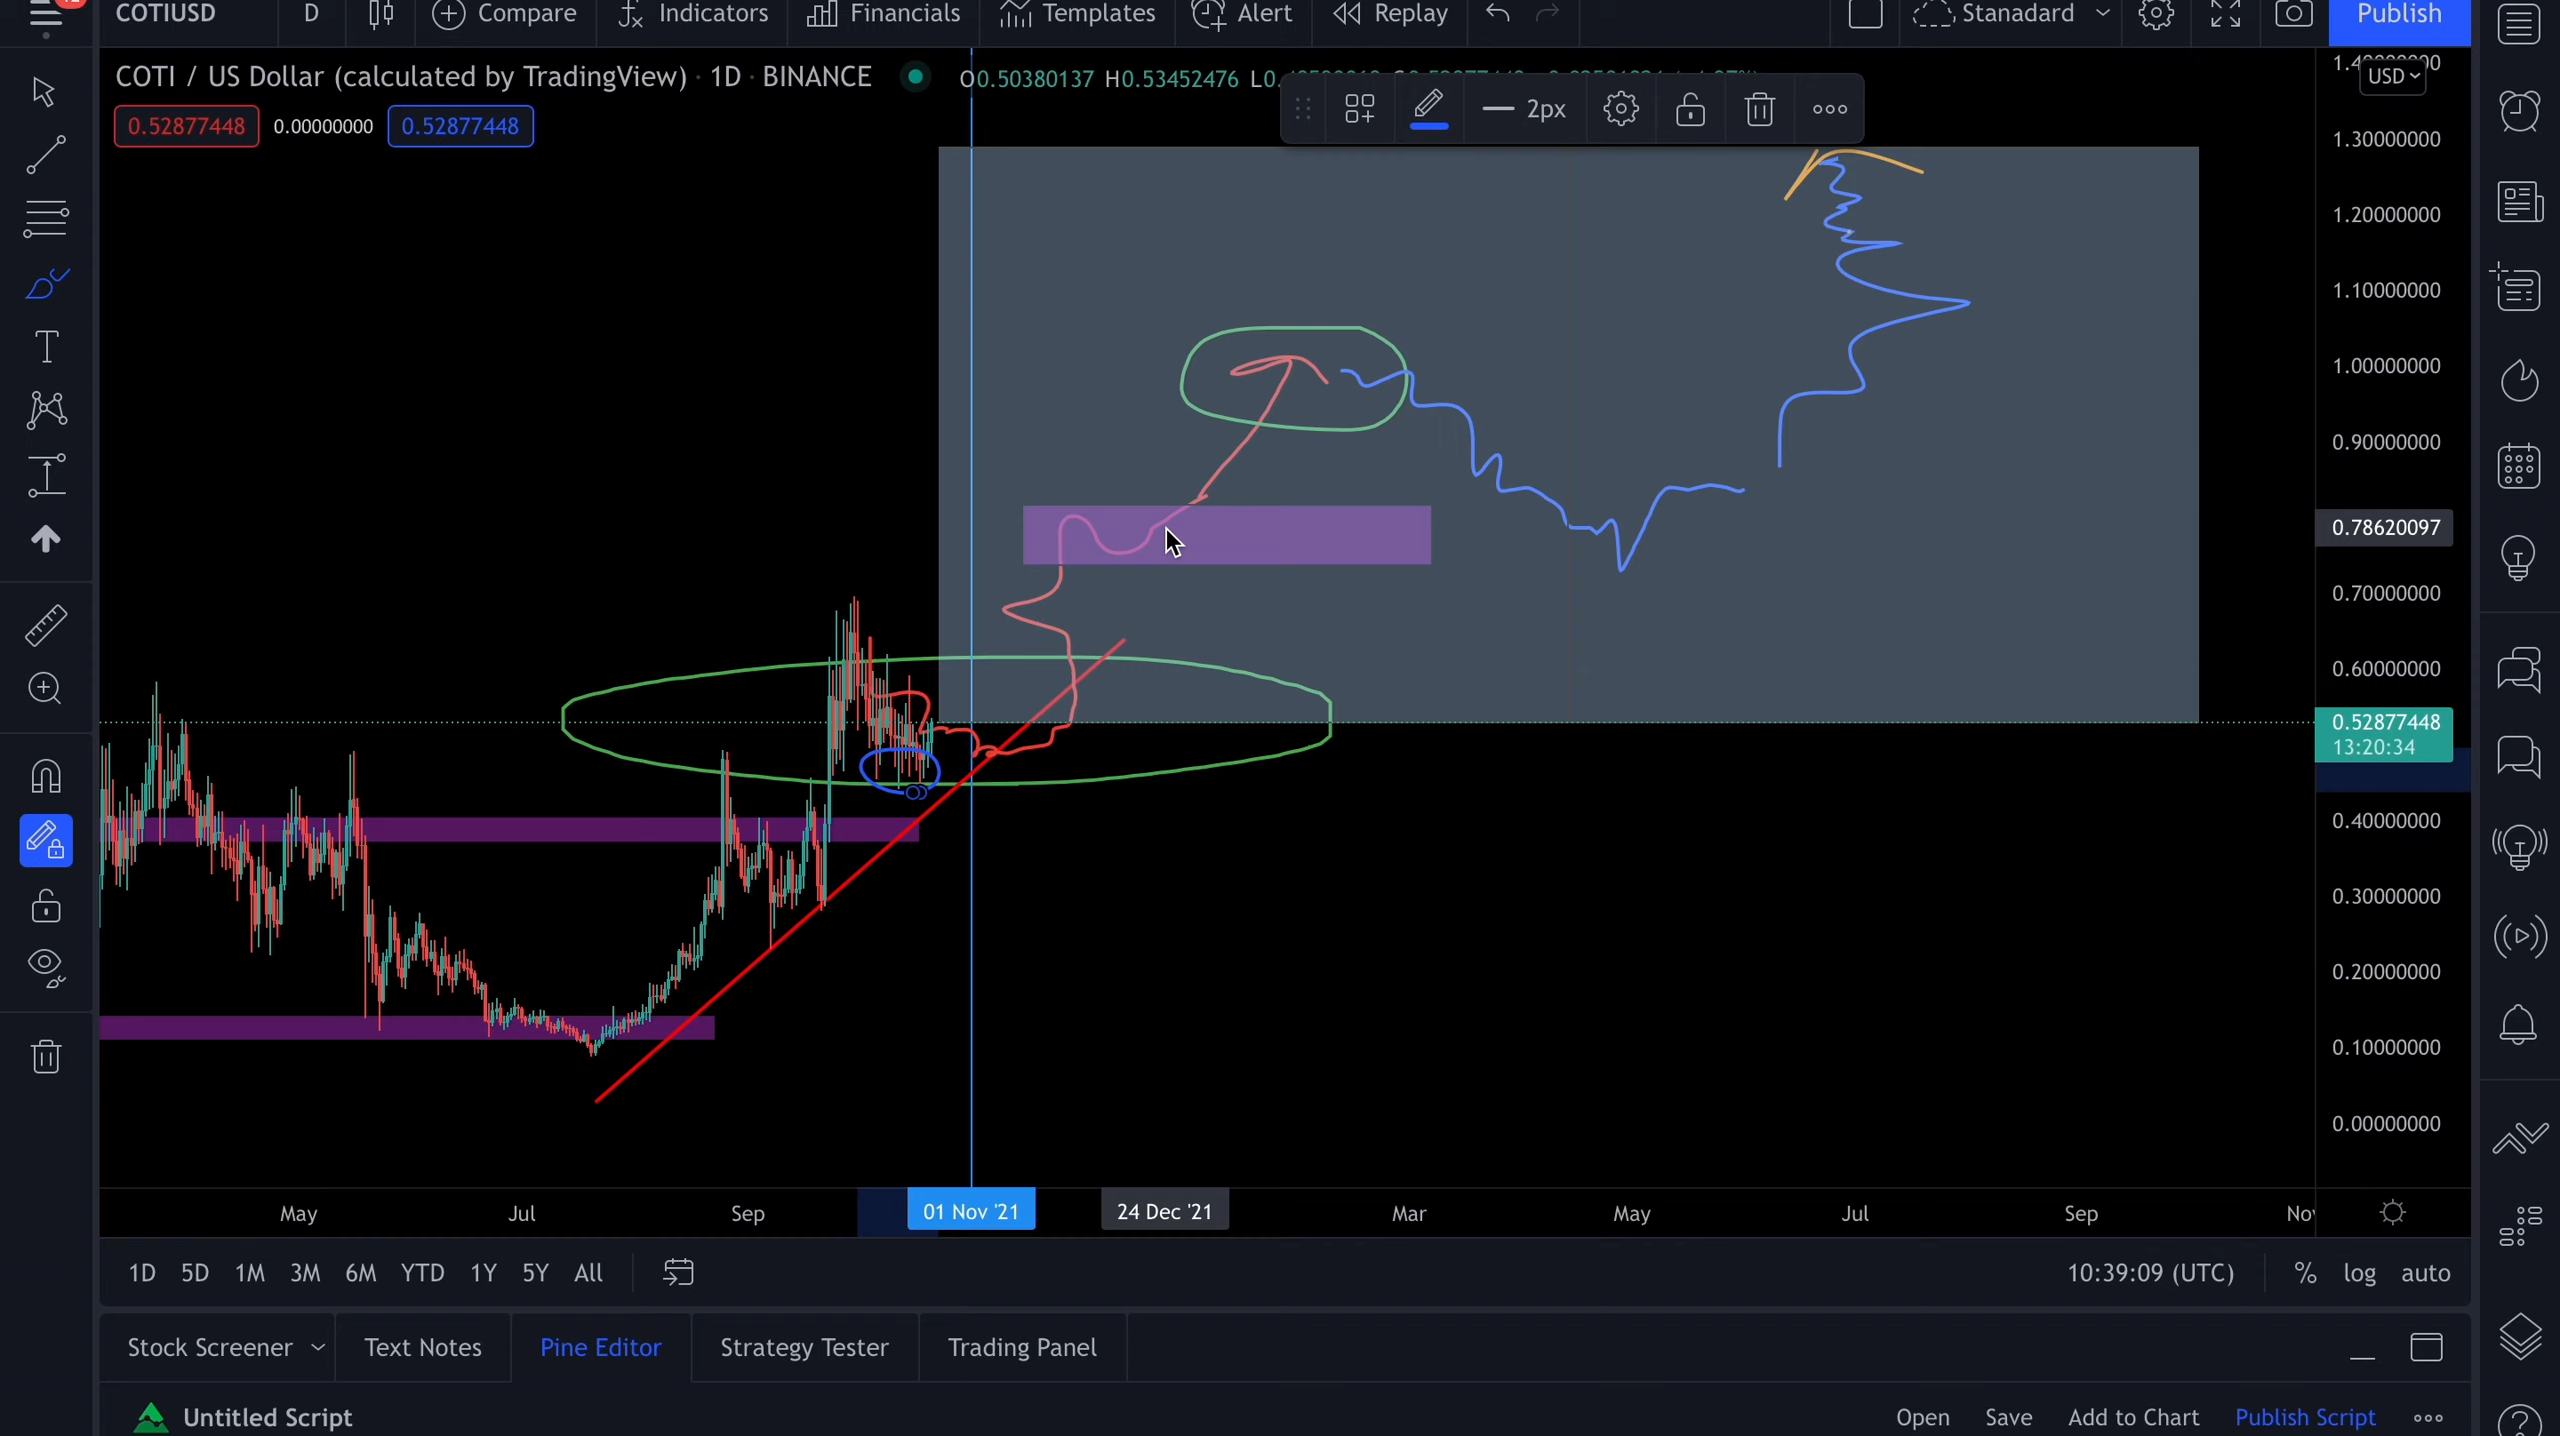 COTIUSD D Compare Indicators Financials Templates Alert Replay Stanadard Publish
COTI / US Dollar (calculated by TradingView) · 1D · BINANCE O0.50380137 H0.53452476 L0.
0.52877448 0.00000000 0.52877448
2px
USD
1.30000000
1.20000000
1.10000000
1.00000000
0.90000000
0.78620097
0.70000000
0.60000000
0.52877448
13:20:34
0.40000000
0.30000000
0.20000000
0.10000000
0.00000000
May Jul Sep 01 Nov '21 24 Dec '21 Mar May Jul Sep
1D 5D 1M 3M 6M YTD 1Y 5Y All 10:39:09 (UTC) % log auto
Stock Screener Text Notes Pine Editor Strategy Tester Trading Panel
Untitled Script Open Save Add to Chart Publish Script